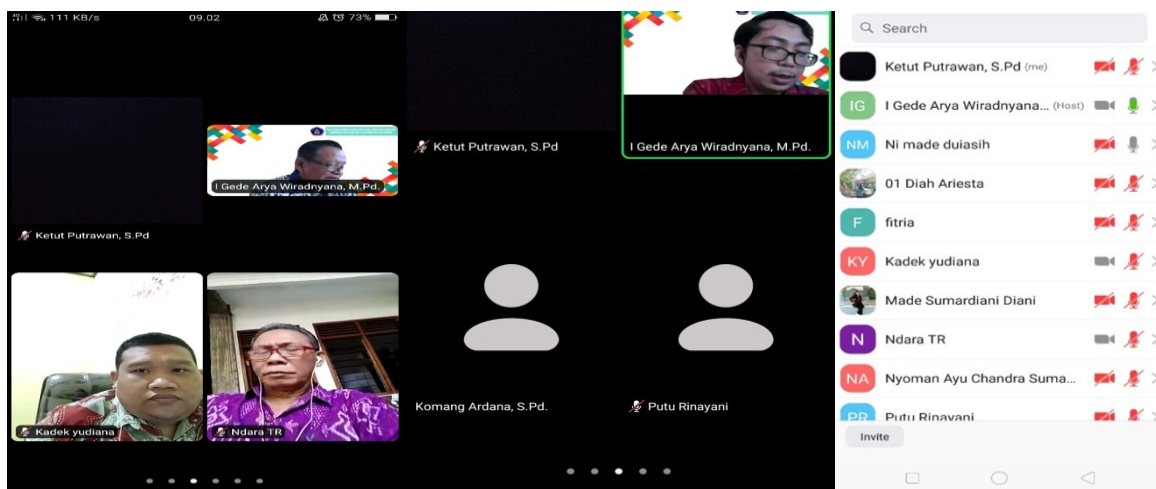 111 KB/s 09.02 73%
I Gede Arya Wiradnyana, M.Pd.
Ketut Putrawan, S.Pd
Kadek yudiana
Ndara TR
Ketut Putrawan, S.Pd
I Gede Arya Wiradnyana, M.Pd.
Komang Ardana, S.Pd.
Putu Rinayani
Search
Ketut Putrawan, S.Pd (me)
IG I Gede Arya Wiradnyana... (Host)
NM Ni made duiasih
01 Diah Ariesta
F fitria
KY Kadek yudiana
Made Sumardiani Diani
N Ndara TR
NA Nyoman Ayu Chandra Suma...
PR Putu Rinayani
Invite